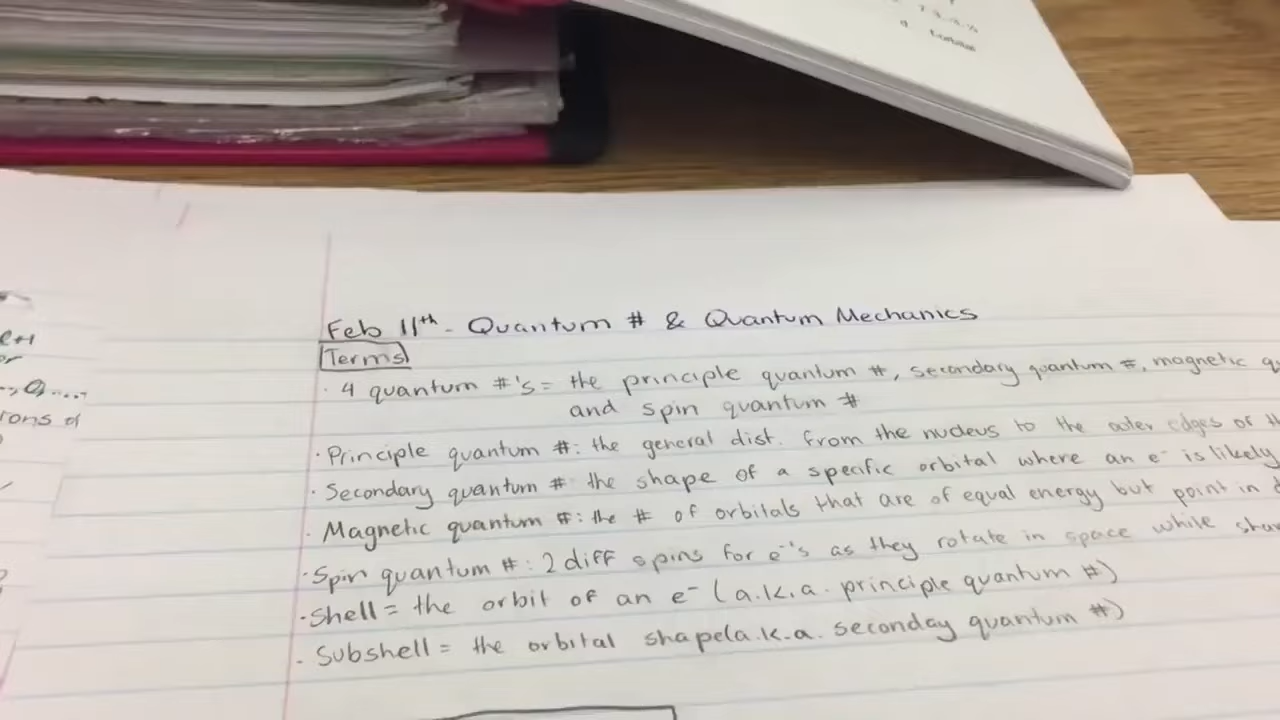 Feb 11th - Quantum # & Quantum Mechanics
Terms
· 4 quantum #'s = the principle quantum #, secondary quantum #, magnetic qu
and spin quantum #
· Principle quantum #: the general dist. from the nucleus to the outer edges of th
· Secondary quantum #: the shape of a specific orbital where an e⁻ is likely
· Magnetic quantum #: the # of orbitals that are of equal energy but point in d
· Spin quantum #: 2 diff spins for e⁻'s as they rotate in space while shar
· Shell = the orbit of an e⁻ (a.k.a. principle quantum #)
· Subshell = the orbital shape(a.k.a. seconday quantum #)